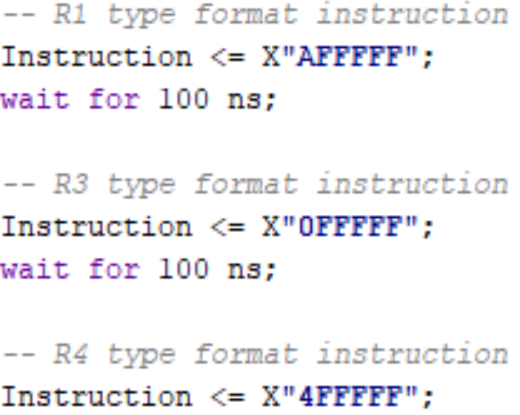 -- R1 type format instruction
Instruction <= X"AFFFFF";
wait for 100 ns;
-- R3 type format instruction
Instruction <= X"0FFFFF";
wait for 100 ns;
-- R4 type format instruction
Instruction <= X"4FFFFF";